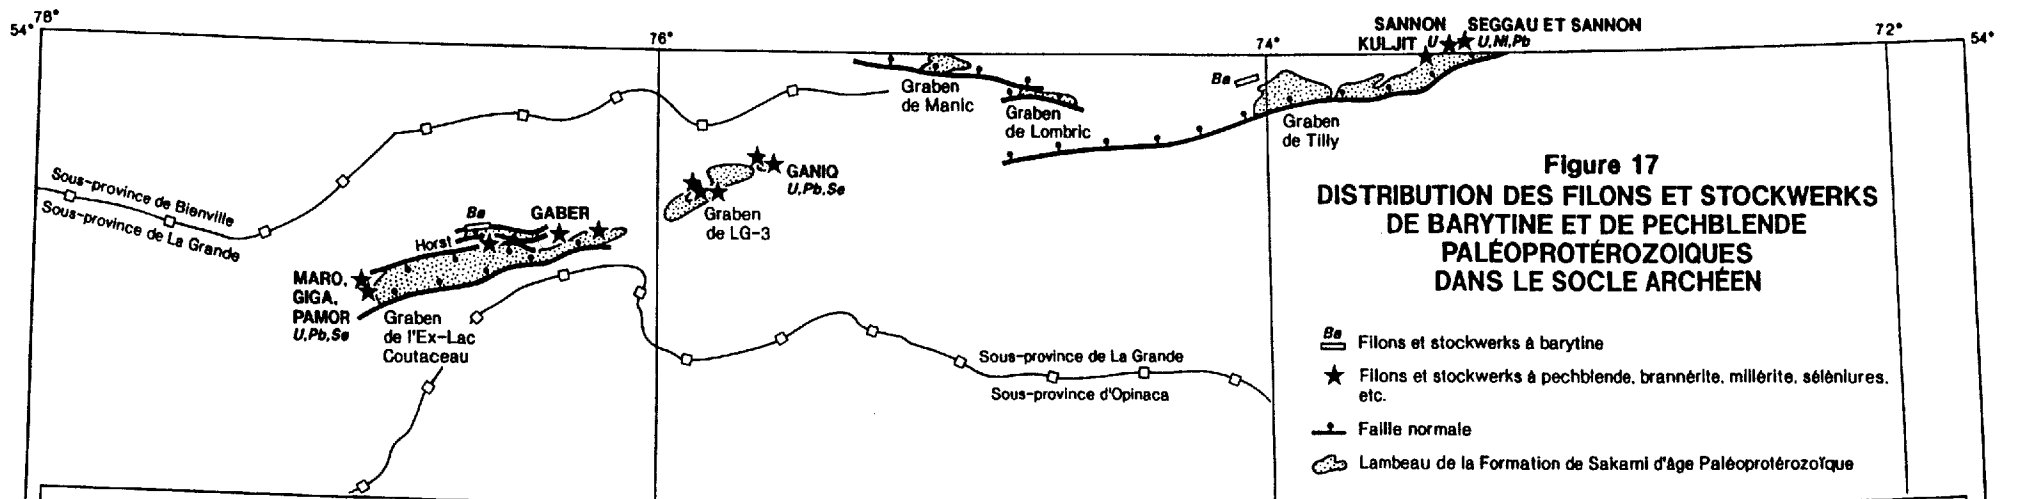 78°
54°
76°
74°
72°
54°
SANNON
SEGGAU ET SANNON
KULJIT
U
U,Ni,Pb
Ba
Graben
de Manic
Graben
de Lombric
Graben
de Tilly
GANIQ
U,Pb,Se
Graben
de LG-3
Sous-province de Bienville
Sous-province de La Grande
Ba
GABER
Horst
MARO,
GIGA,
PAMOR
U,Pb,Se
Graben
de l'Ex-Lac
Coutaceau
Sous-province de La Grande
Sous-province d'Opinaca
Figure 17
DISTRIBUTION DES FILONS ET STOCKWERKS
DE BARYTINE ET DE PECHBLENDE
PALÉOPROTÉROZOIQUES
DANS LE SOCLE ARCHÉEN
Ba
Filons et stockwerks à barytine
Filons et stockwerks à pechblende, brannérite, millérite, séléniures,
etc.
Faille normale
Lambeau de la Formation de Sakami d'âge Paléoprotérozoïque